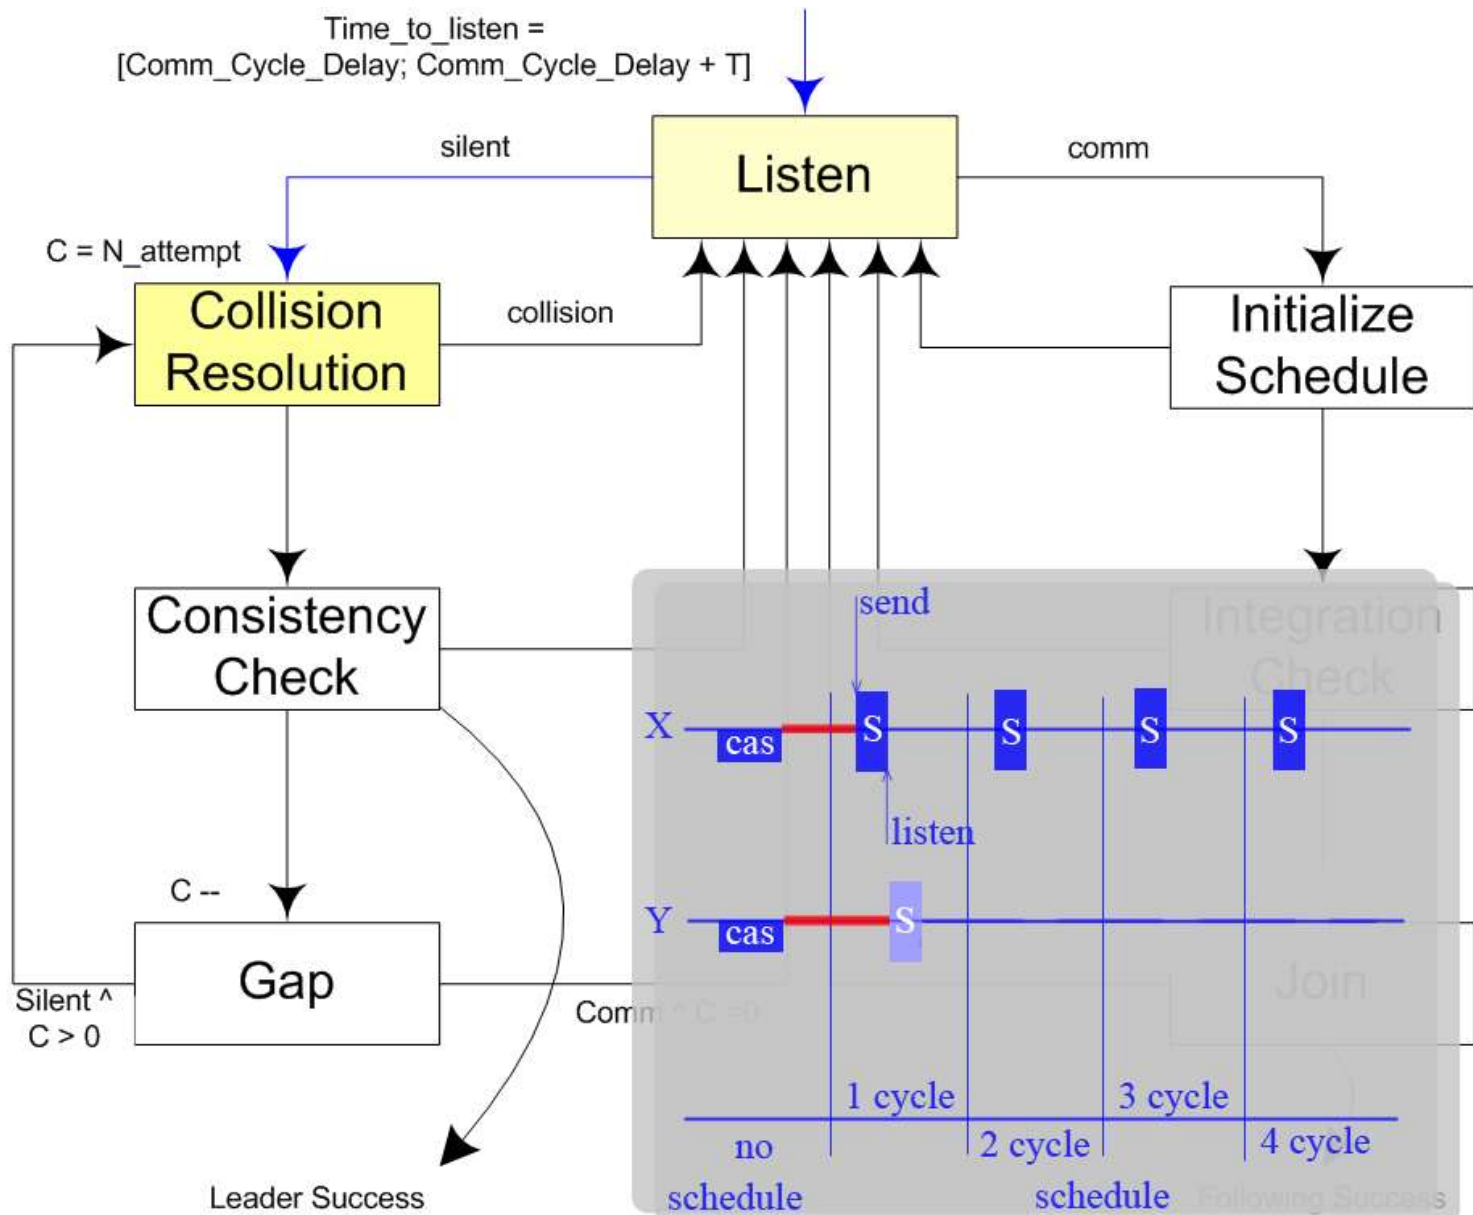 Time_to_listen =
[Comm_Cycle_Delay; Comm_Cycle_Delay + T]
silent
Listen
comm
C = N_attempt
Collision
Resolution
collision
Initialize
Schedule
Consistency
Check
Integration
Check
send
X
cas
S
S
S
S
listen
C --
Y
cas
S
Gap
Join
Silent ^
C > 0
Comm ^ C =0
1 cycle
3 cycle
no
2 cycle
4 cycle
schedule
schedule
Leader Success
Following Success